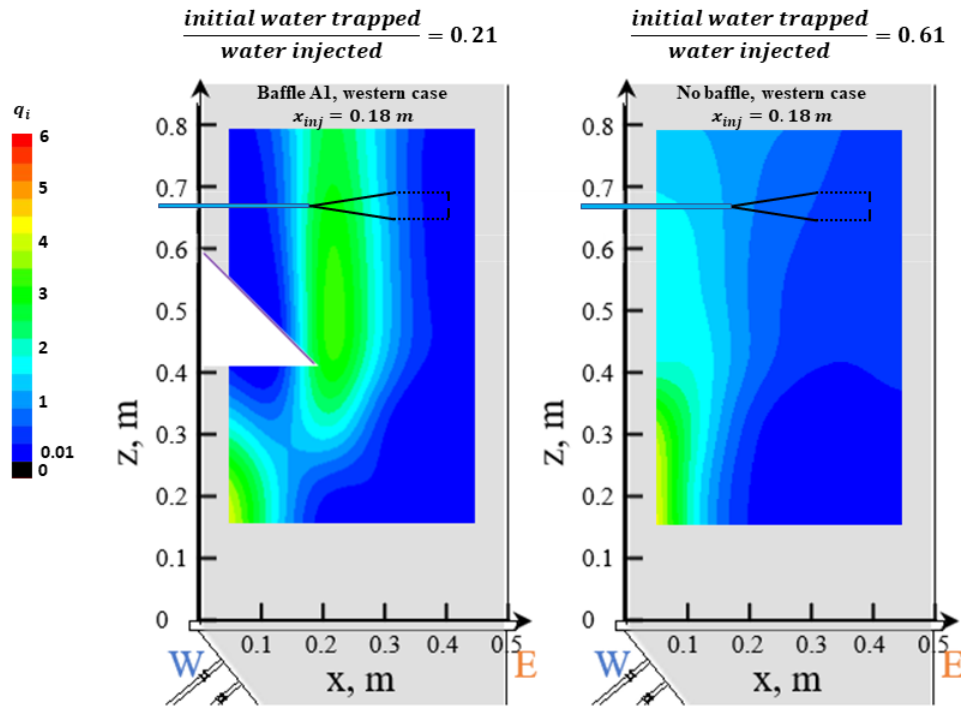 initial water trapped
water injected
= 0.21
initial water trapped
water injected
= 0.61
q_i
6
5
4
3
2
1
0.01
0
Baffle A1, western case
x_inj = 0.18 m
0.8
0.7
0.6
0.5
0.4
0.3
0.2
0.1
0
z, m
0.1 0.2 0.3 0.4 0.5
x, m
W
E
No baffle, western case
x_inj = 0.18 m
0.8
0.7
0.6
0.5
0.4
0.3
0.2
0.1
0
z, m
0.1 0.2 0.3 0.4 0.5
x, m
W
E